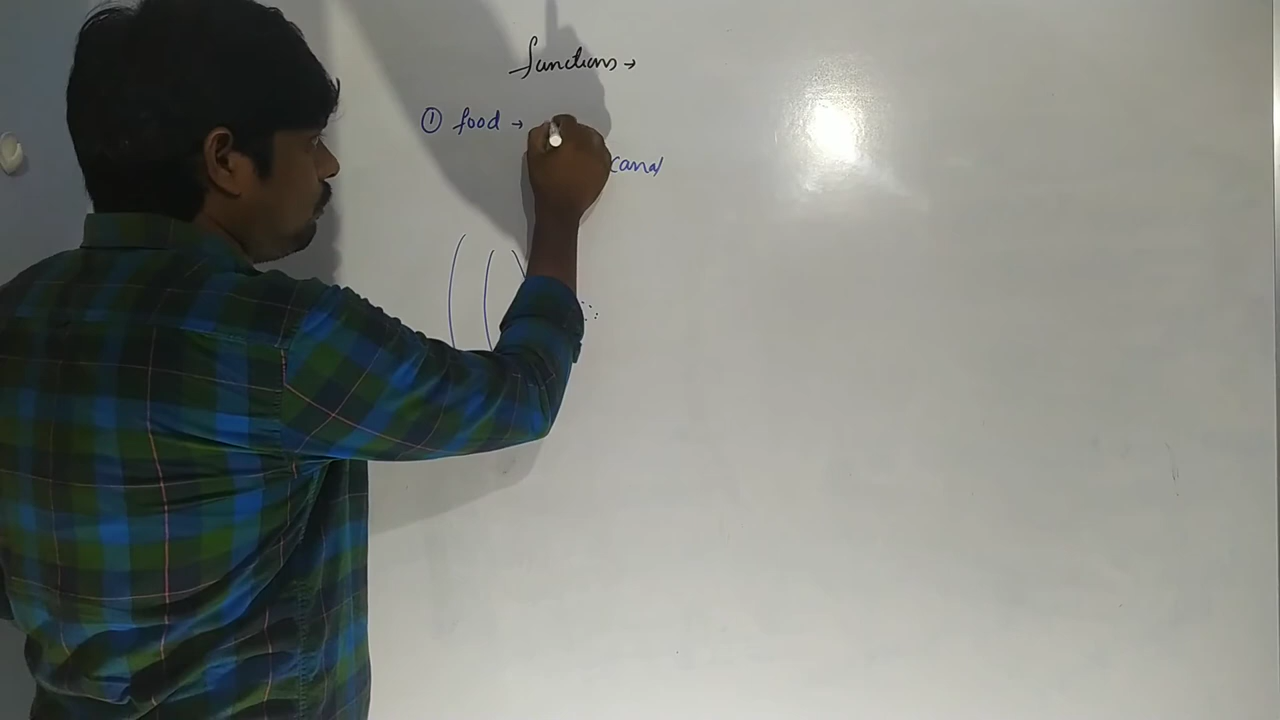 functions →
① food →
canal